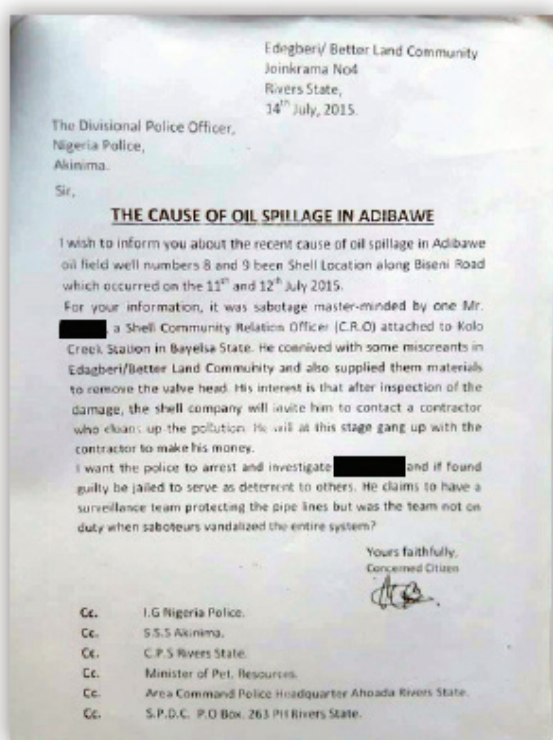 Edegberi/ Better Land Community
Joinkrama No4
Rivers State,
14th July, 2015.
The Divisional Police Officer,
Nigeria Police,
Akinima.
Sir,
THE CAUSE OF OIL SPILLAGE IN ADIBAWE
I wish to inform you about the recent cause of oil spillage in Adibawe
oil field well numbers 8 and 9 been Shell Location along Biseni Road
which occurred on the 11th and 12th July 2015.
For your information, it was sabotage master-minded by one Mr.
, a Shell Community Relation Officer (C.R.O) attached to Kolo
Creek Station in Bayelsa State. He connived with some miscreants in
Edagberi/Better Land Community and also supplied them materials
to remove the valve head. His interest is that after inspection of the
damage, the shell company will invite him to contact a contractor
who cleans up the pollution. He will at this stage gang up with the
contractor to make his money.
I want the police to arrest and investigate and if found
guilty be jailed to serve as deterrent to others. He claims to have a
surveillance team protecting the pipe lines but was the team not on
duty when saboteurs vandalized the entire system?
Yours faithfully,
Concerned Citizen
Cc. I.G Nigeria Police.
Cc. S.S.S Akinima.
Cc. C.P.S Rivers State.
Cc. Minister of Pet. Resources.
Cc. Area Command Police Headquarter Ahoada Rivers State.
Cc. S.P.D.C. P.O Box. 263 PH Rivers State.